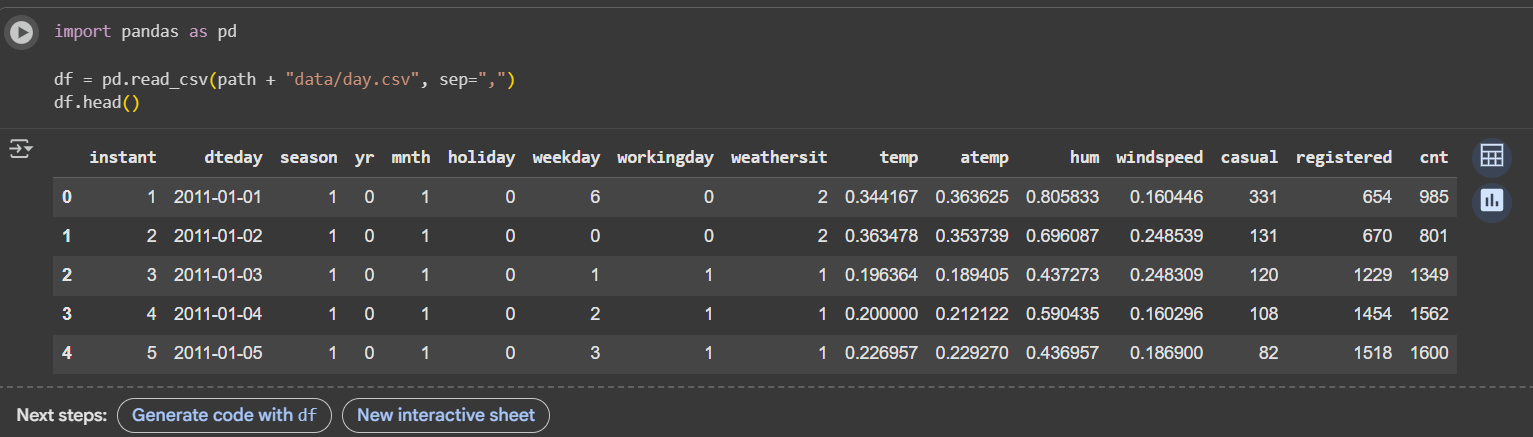 import pandas as pd
df = pd.read_csv(path + "data/day.csv", sep=",")
df.head()
instant dteday season yr mnth holiday weekday workingday weathersit temp atemp hum windspeed casual registered cnt
0 1 2011-01-01 1 0 1 0 6 0 2 0.344167 0.363625 0.805833 0.160446 331 654 985
1 2 2011-01-02 1 0 1 0 0 0 2 0.363478 0.353739 0.696087 0.248539 131 670 801
2 3 2011-01-03 1 0 1 0 1 1 1 0.196364 0.189405 0.437273 0.248309 120 1229 1349
3 4 2011-01-04 1 0 1 0 2 1 1 0.200000 0.212122 0.590435 0.160296 108 1454 1562
4 5 2011-01-05 1 0 1 0 3 1 1 0.226957 0.229270 0.436957 0.186900 82 1518 1600
Next steps: Generate code with df New interactive sheet